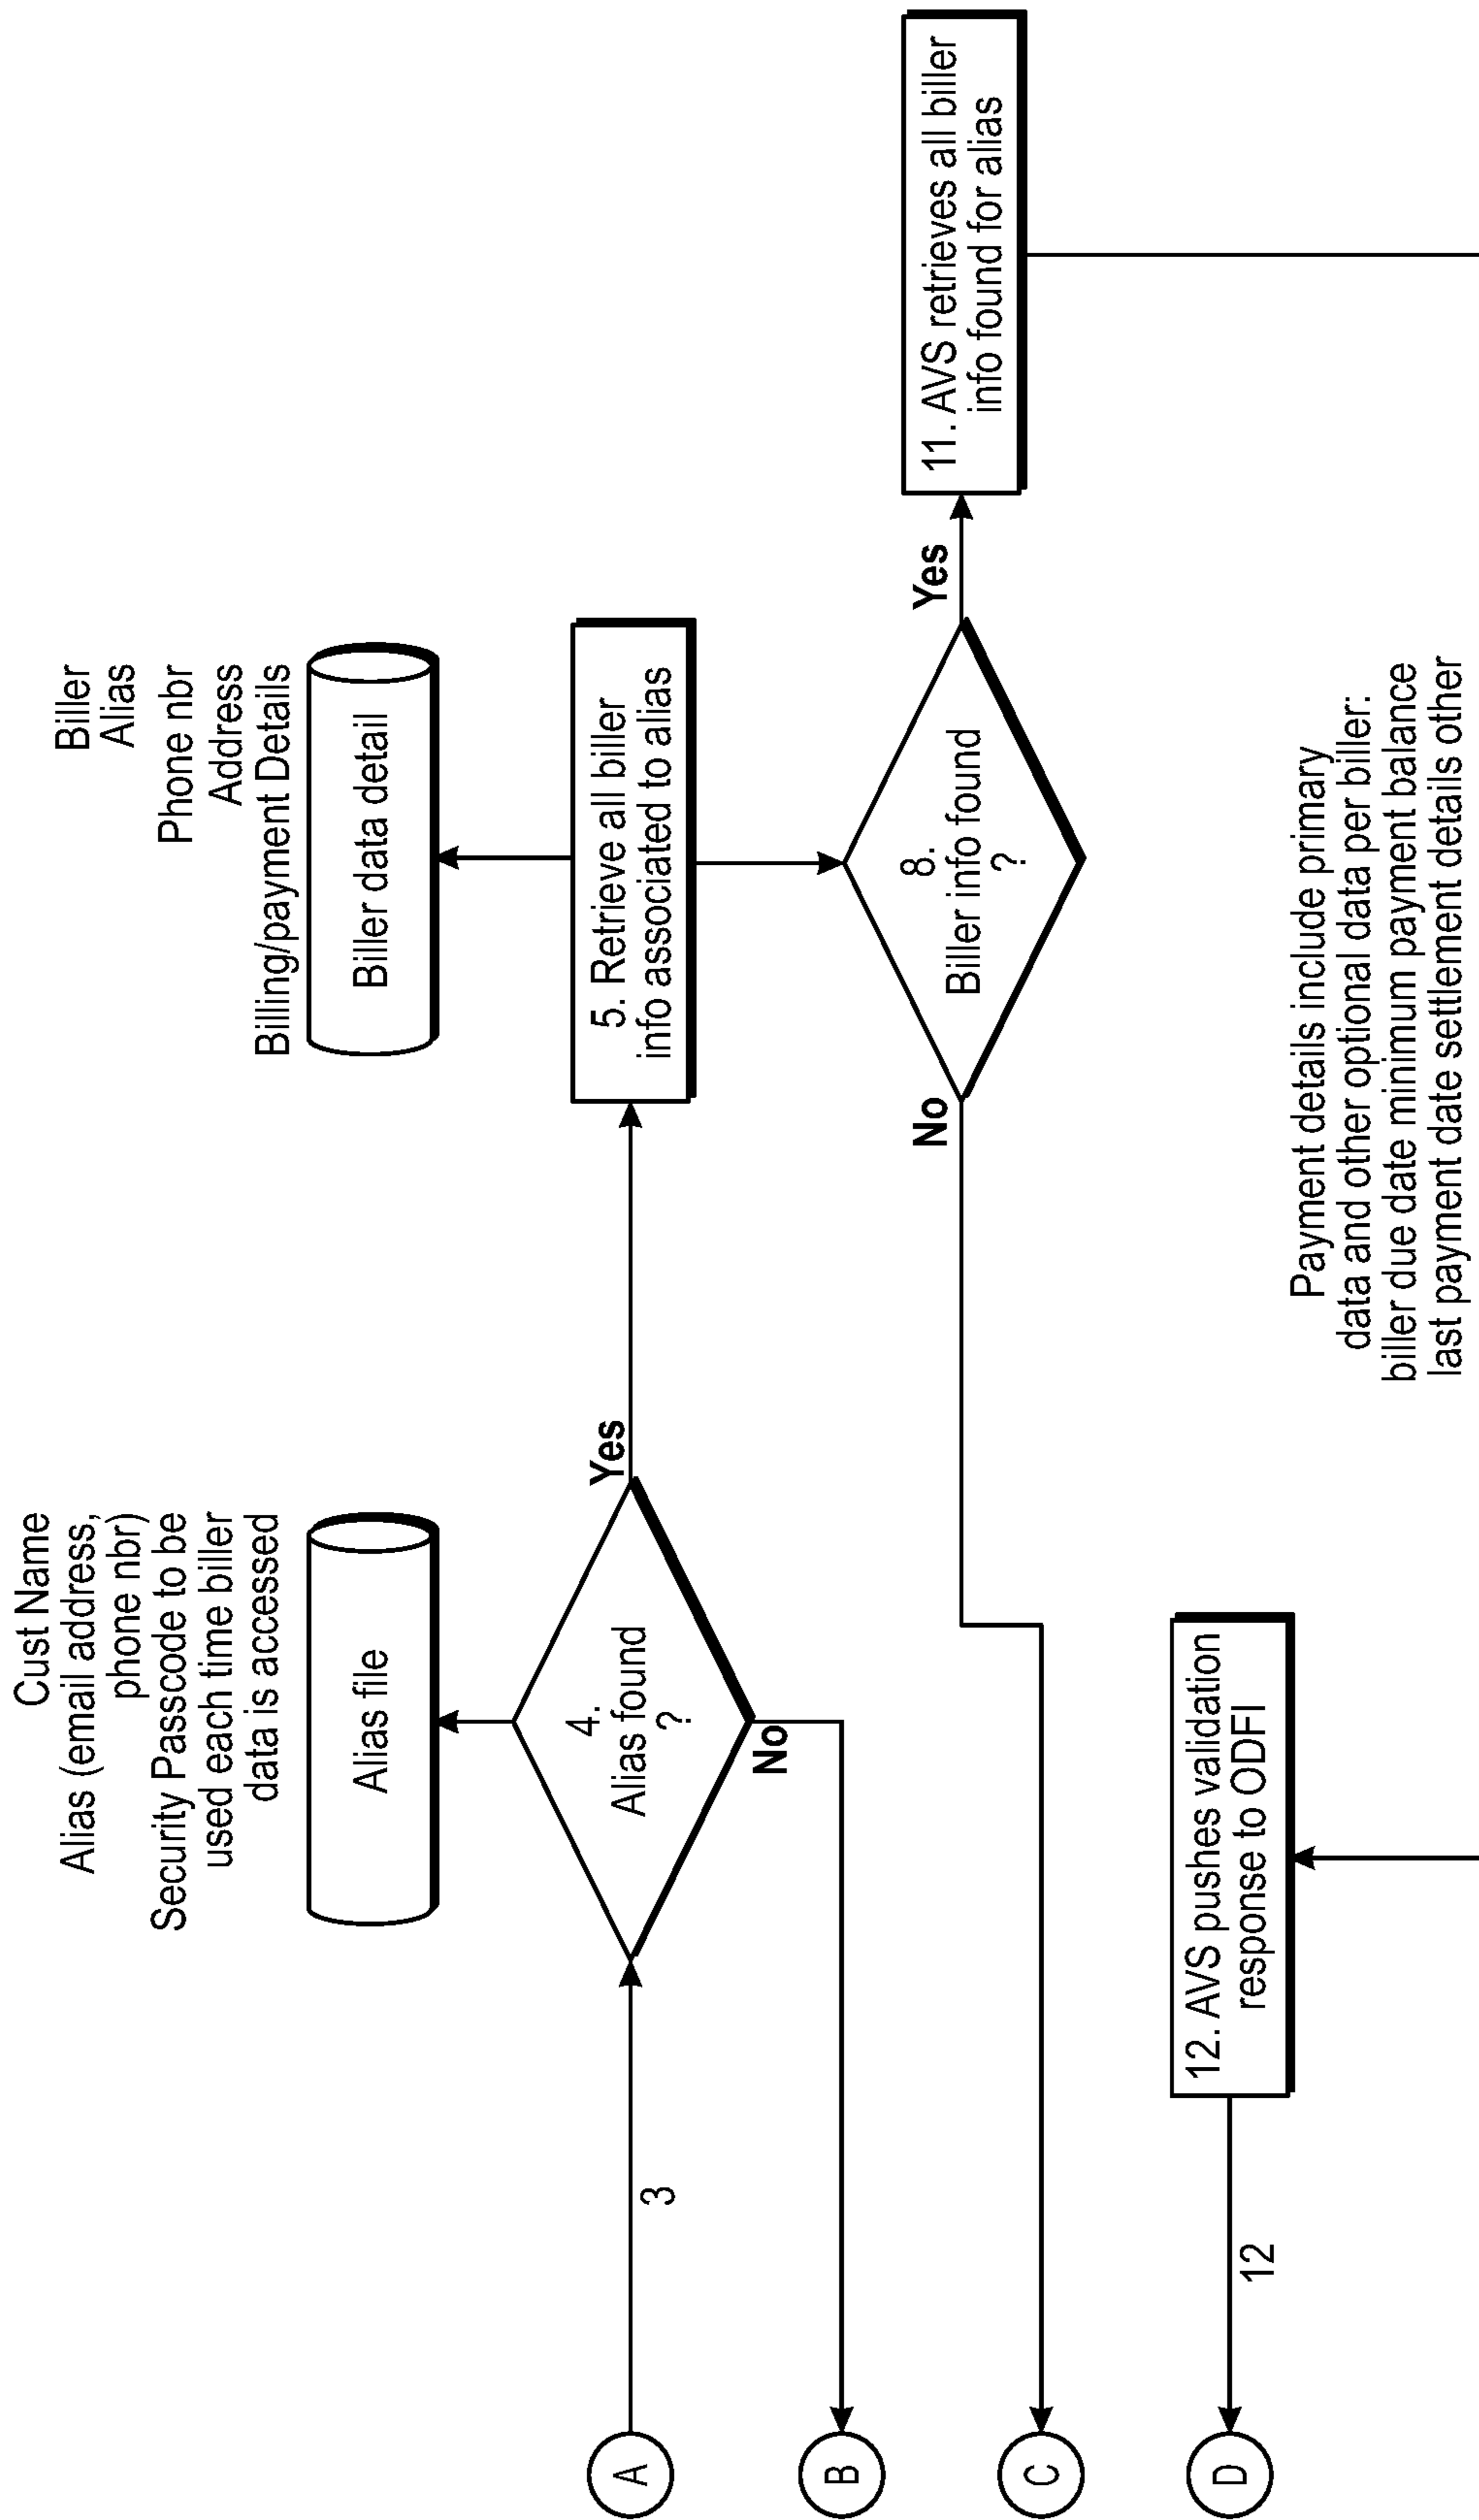 Cust Name
Alias (email address,
phone nbr)
Security Passcode to be
used each time biller
data is accessed
Alias file
Biller
Alias
Phone nbr
Address
Billing/payment Details
Biller data detail
A
3
4.
Alias found
?
Yes
No
5. Retrieve all biller
info associated to alias
B
8.
Biller info found
?
No
Yes
11. AVS retrieves all biller
info found for alias
C
12. AVS pushes validation
response to ODFI
D
12
Payment details include primary
data and other optional data per biller:
biller due date minimum payment balance
last payment date settlement details other